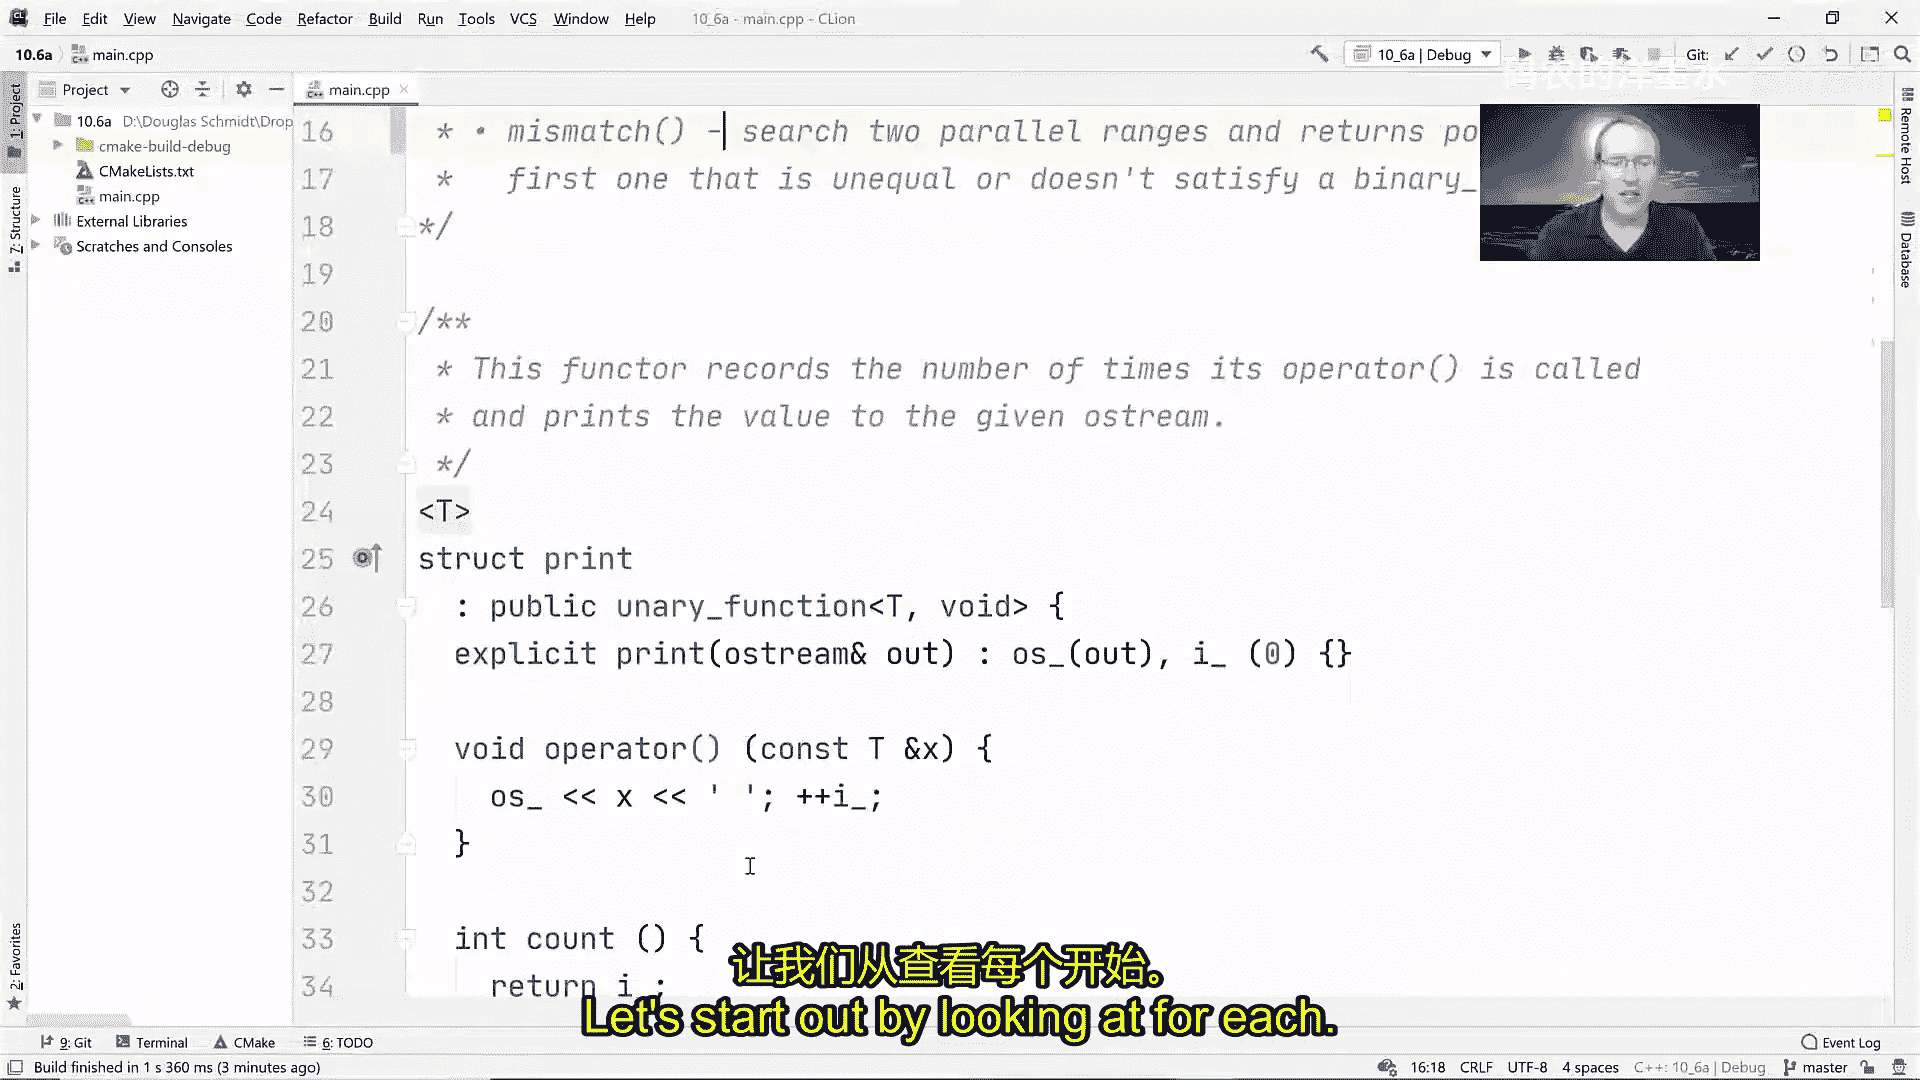 File Edit View Navigate Code Refactor Build Run Tools VCS Window Help 10_6a - main.cpp - CLion
10.6a main.cpp 10_6a | Debug Git:
码农的洋墨水
1: Project
Project
main.cpp
10.6a D:\Douglas Schmidt\Drop
cmake-build-debug
CMakeLists.txt
main.cpp
External Libraries
Scratches and Consoles
7: Structure
2: Favorites
16 * • mismatch() - search two parallel ranges and returns po
17 * first one that is unequal or doesn't satisfy a binary_
18 */
19
20 /**
21 * This functor records the number of times its operator() is called
22 * and prints the value to the given ostream.
23 */
24 <T>
25 struct print
26 : public unary_function<T, void> {
27 explicit print(ostream& out) : os_(out), i_ (0) {}
28
29 void operator() (const T &x) {
30 os_ << x << ' '; ++i_;
31 }
32
33 int count () {
34 return i_;
Remote Host
Database
让我们从查看每个开始。
Let's start out by looking at for each.
9: Git Terminal CMake 6: TODO Event Log
Build finished in 1 s 360 ms (3 minutes ago) 16:18 CRLF UTF-8 4 spaces C++: 10_6a | Debug master